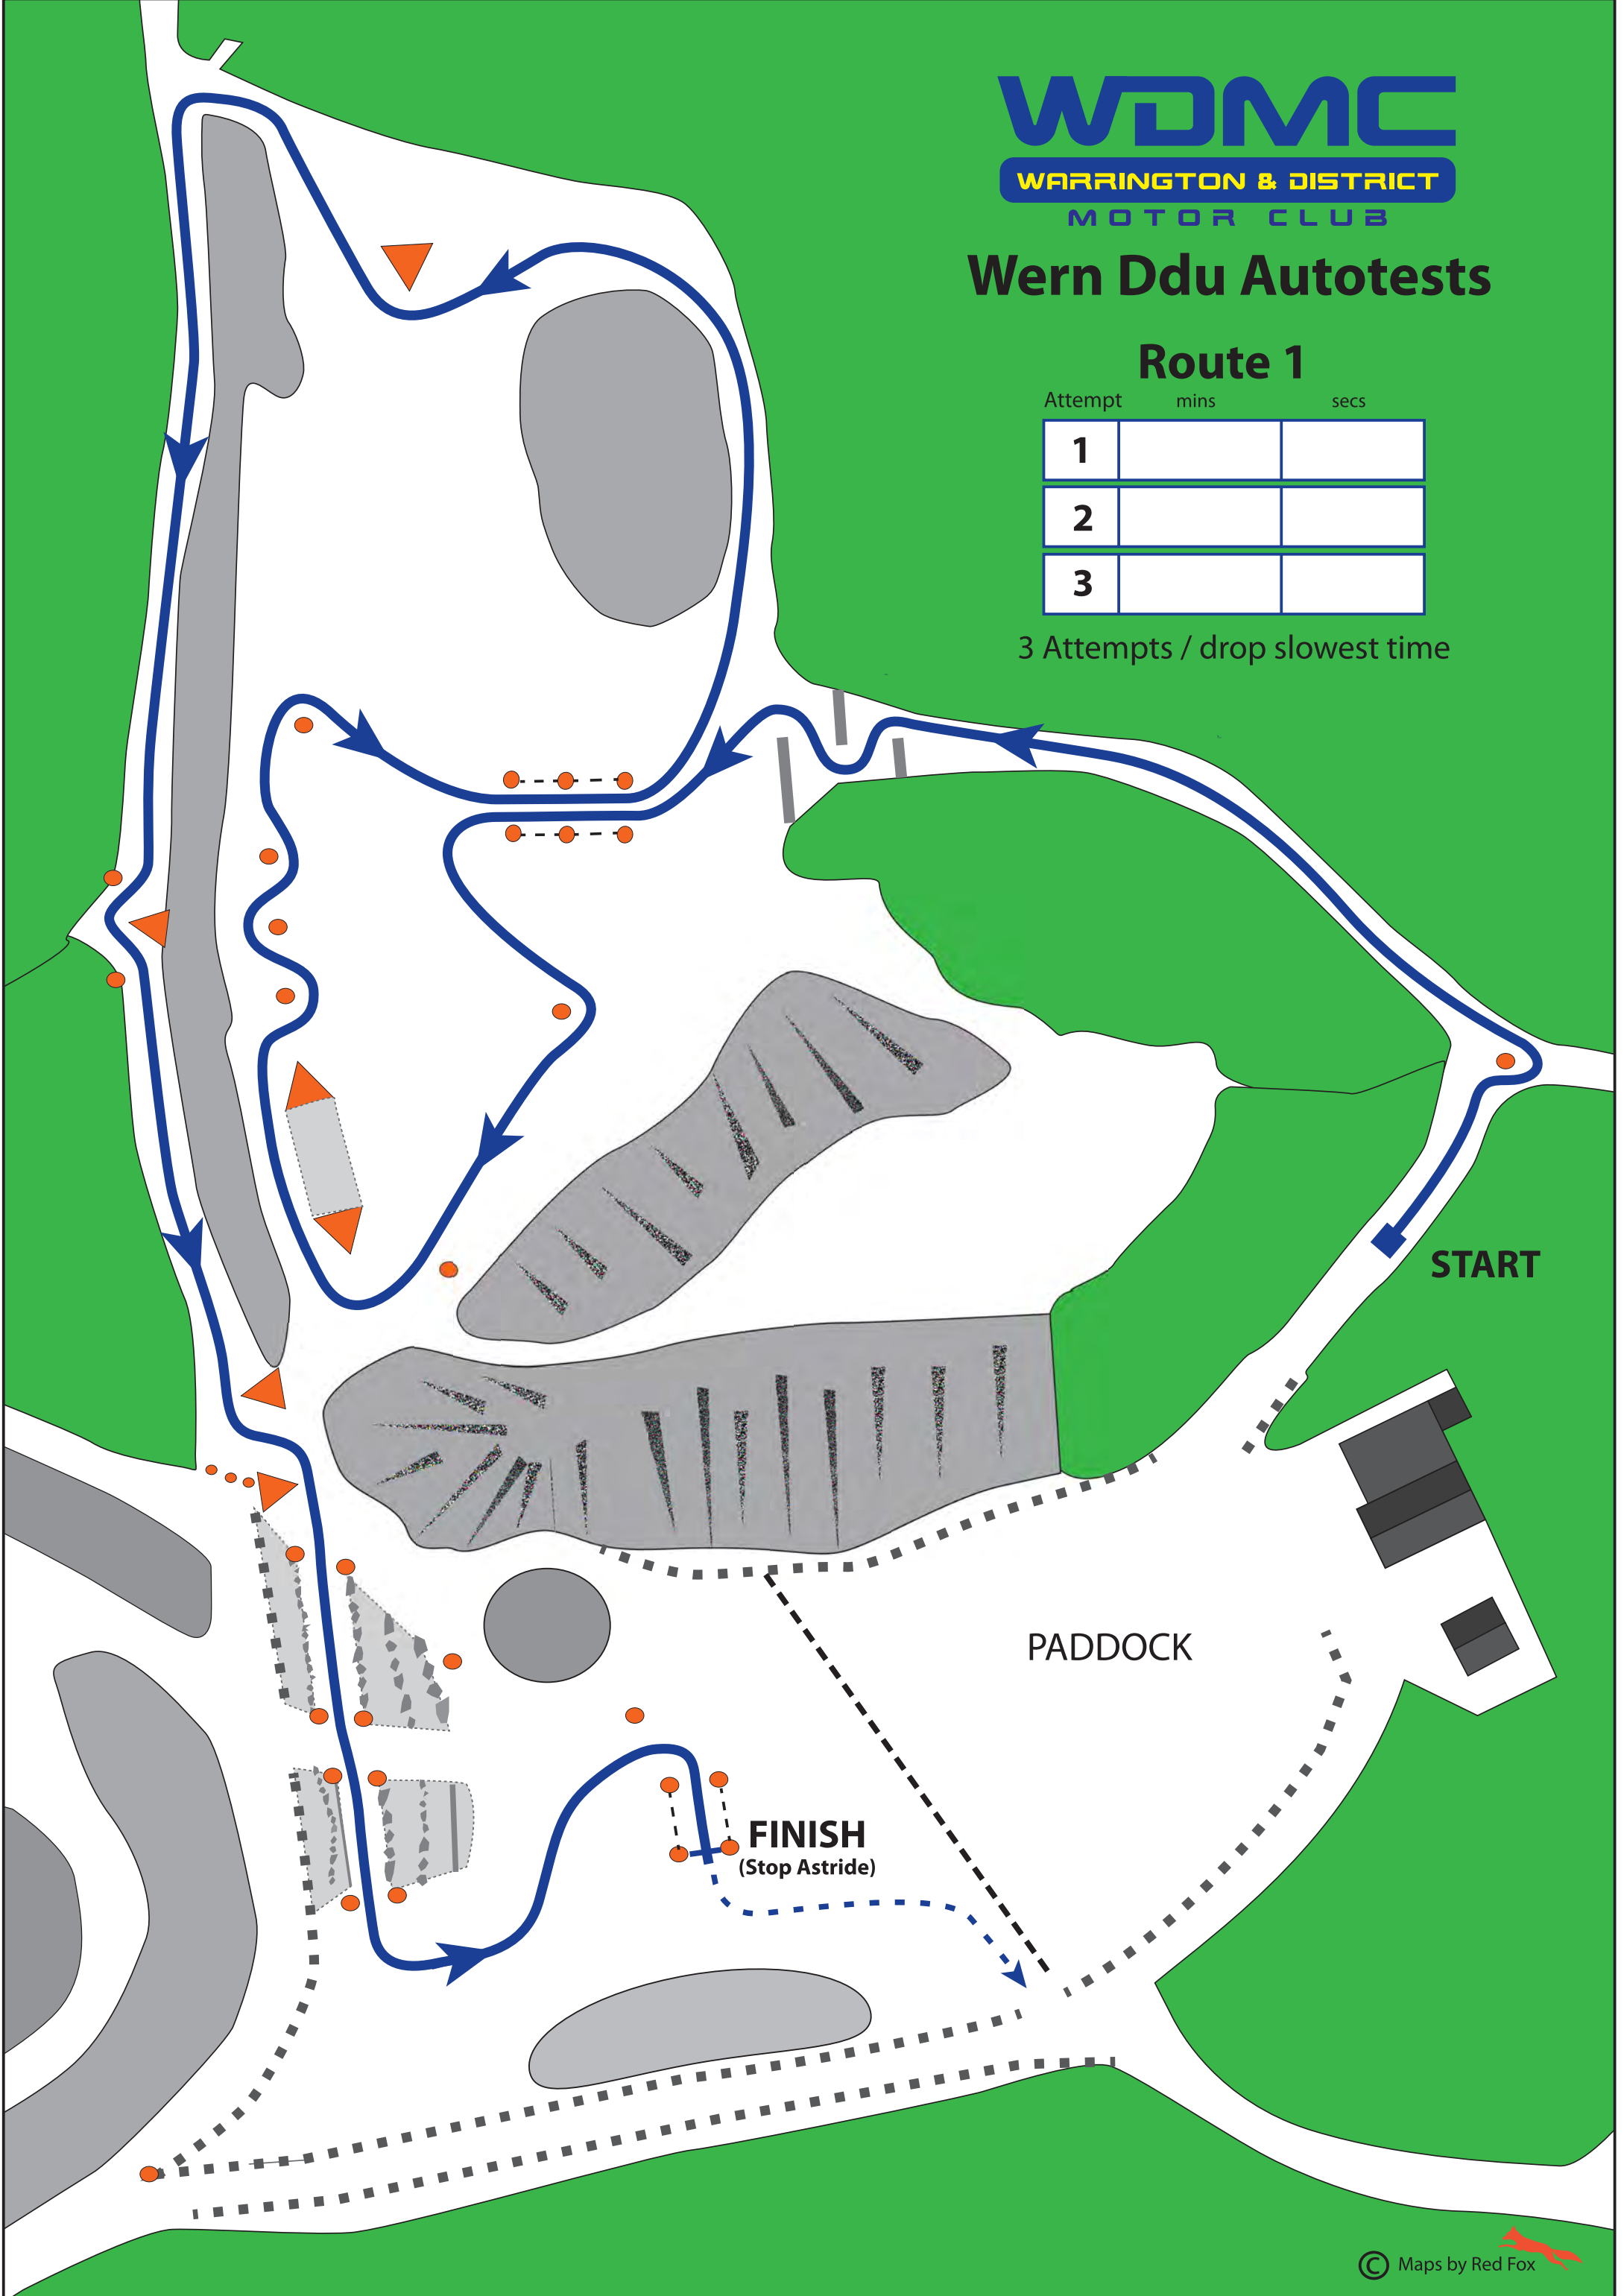 WDMC
WARRINGTON & DISTRICT
MOTOR CLUB
Wern Ddu Autotests
Route 1
Attempt mins secs
1
2
3
3 Attempts / drop slowest time
START
PADDOCK
FINISH
(Stop Astride)
© Maps by Red Fox